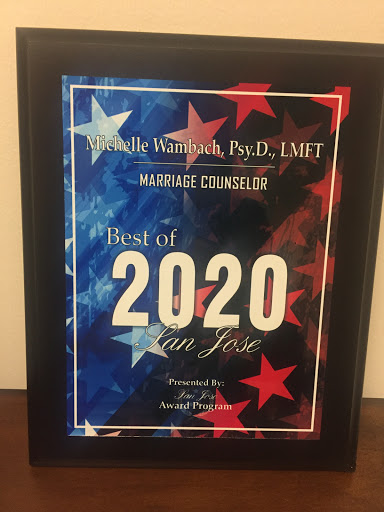 Michelle Wambach, Psy.D., LMFT
MARRIAGE COUNSELOR
Best of
2020
San Jose
Presented By:
San Jose
Award Program